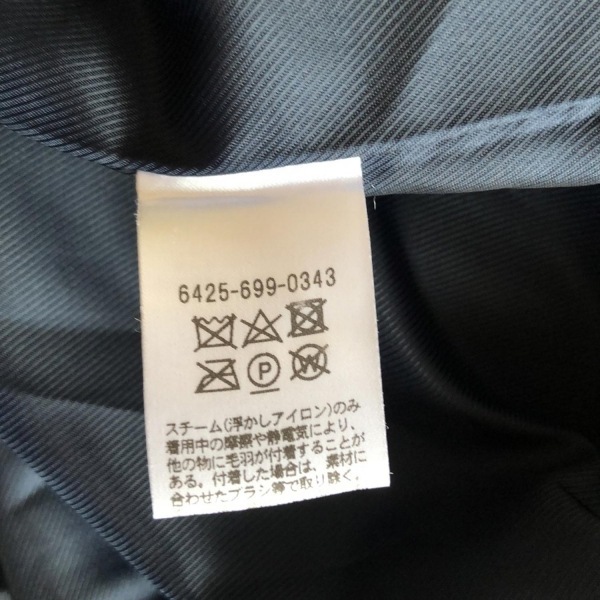 6425-699-0343
P W
スチーム(浮かしアイロン)のみ
着用中の摩擦や静電気により、
他の物に毛羽が付着することが
ある。付着した場合は、素材に
合わせたブラシ等で取り除く。